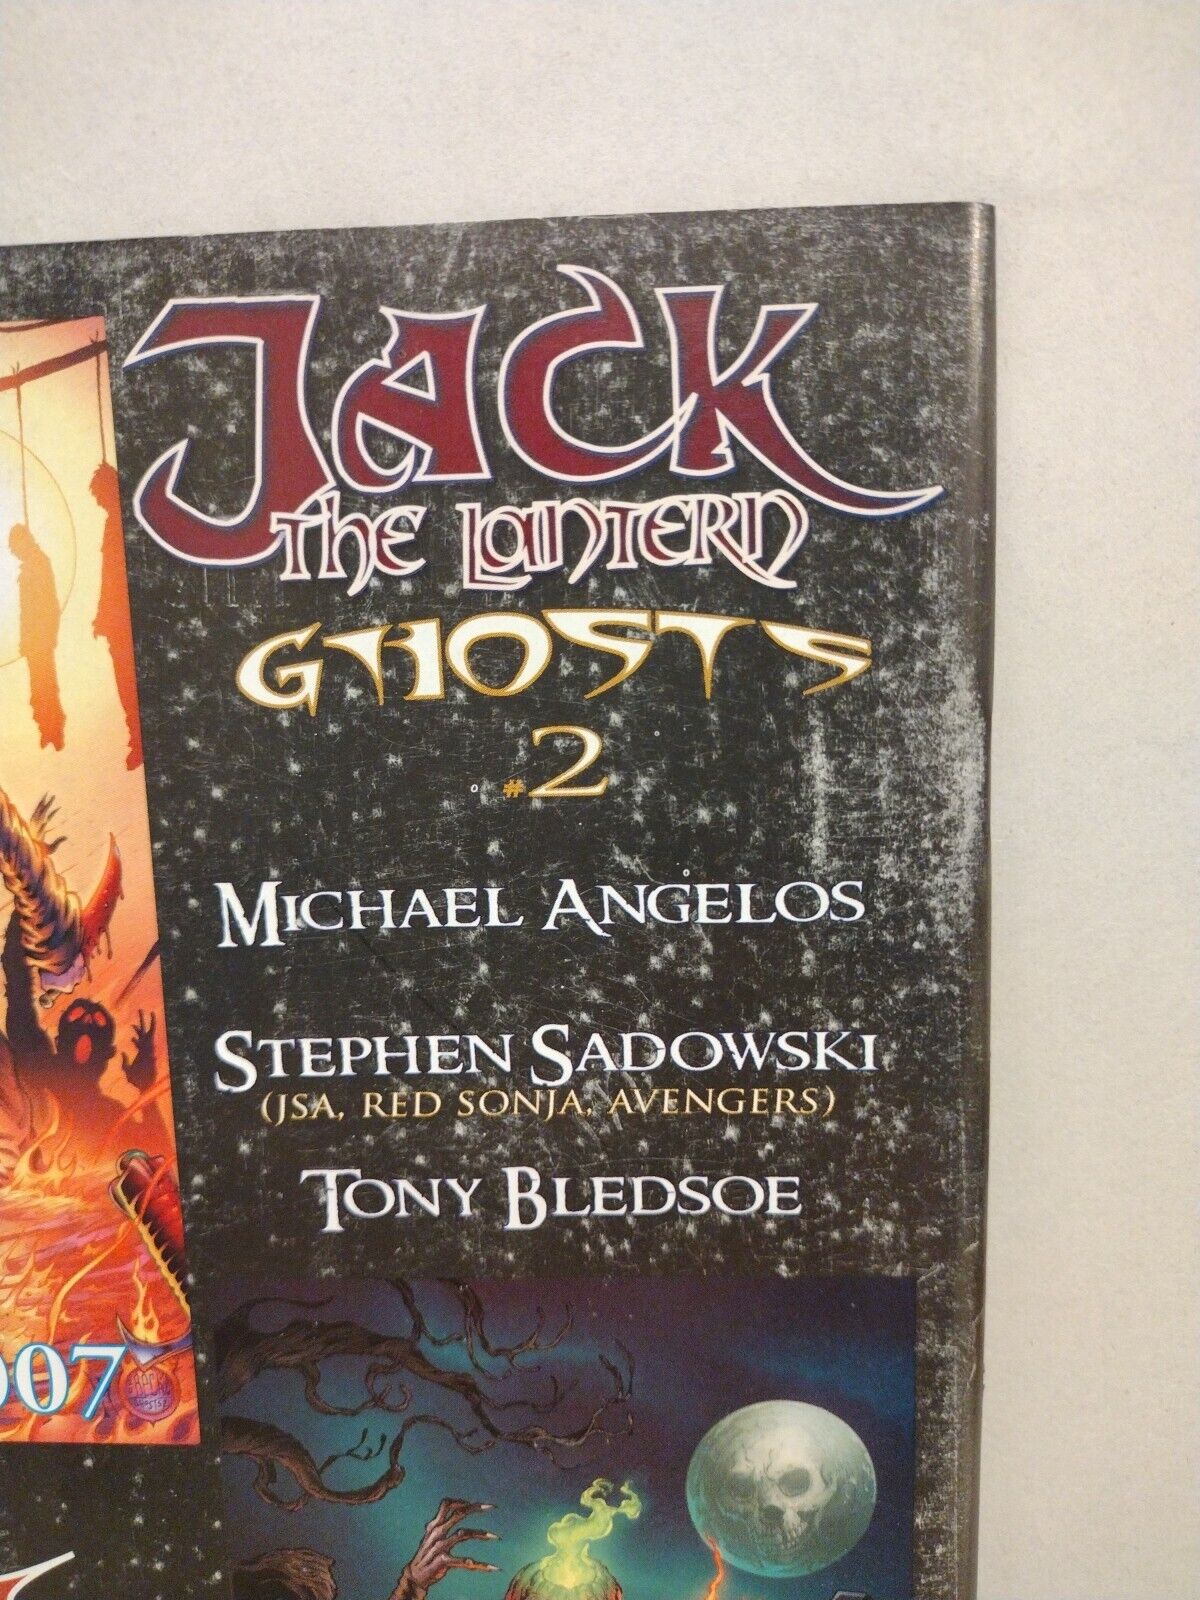 JACK
THE LANTERN
GHOSTS
#2
MICHAEL ANGELOS
STEPHEN SADOWSKI
(JSA, RED SONJA, AVENGERS)
TONY BLEDSOE
007